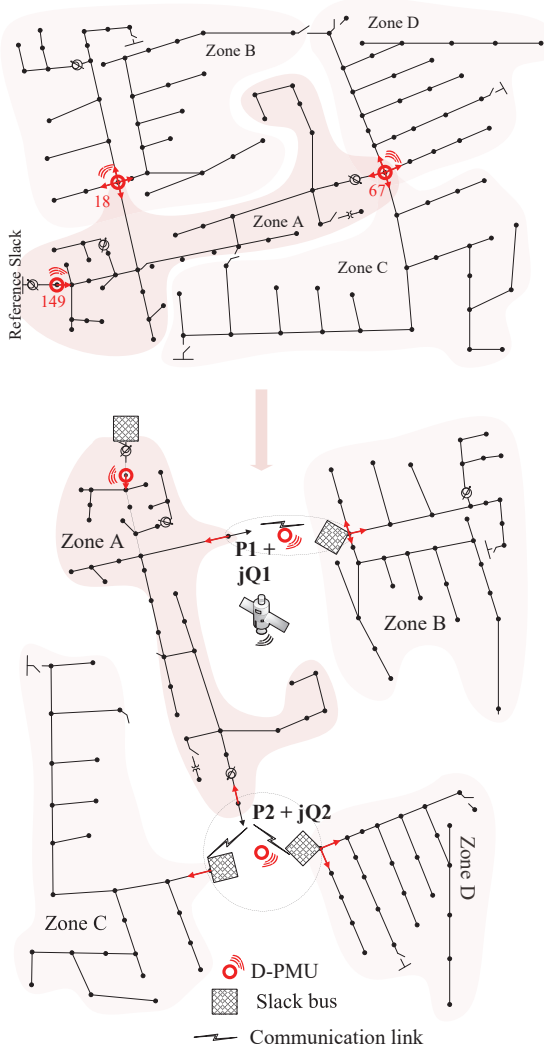 Zone D
Zone B
18
67
Zone A
Zone C
Reference Slack
149
Zone A
P1 +
jQ1
Zone B
P2 + jQ2
Zone D
Zone C
D-PMU
Slack bus
Communication link